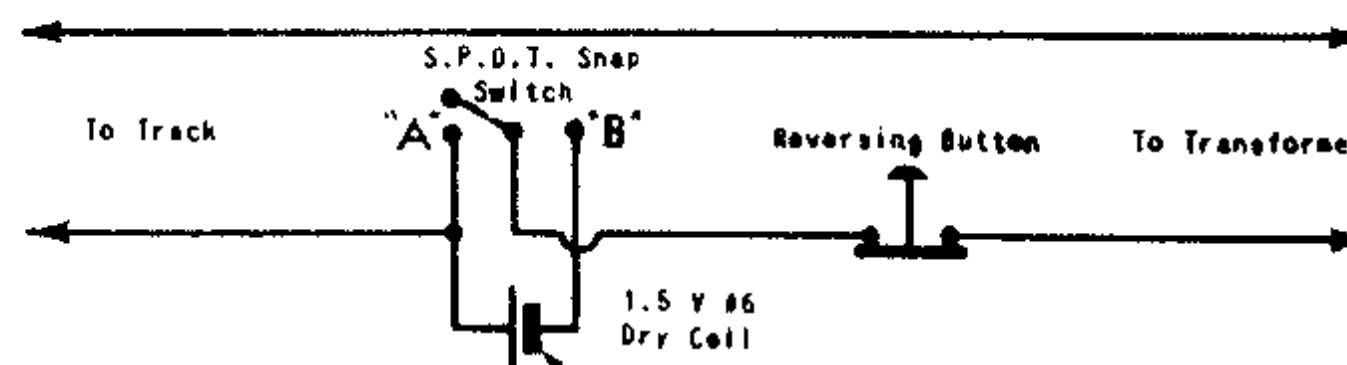 S.P.D.T. Snap
Switch
To Track
"A"
"B"
Reversing Button
To Transforme
1.5 V #6
Dry Cell